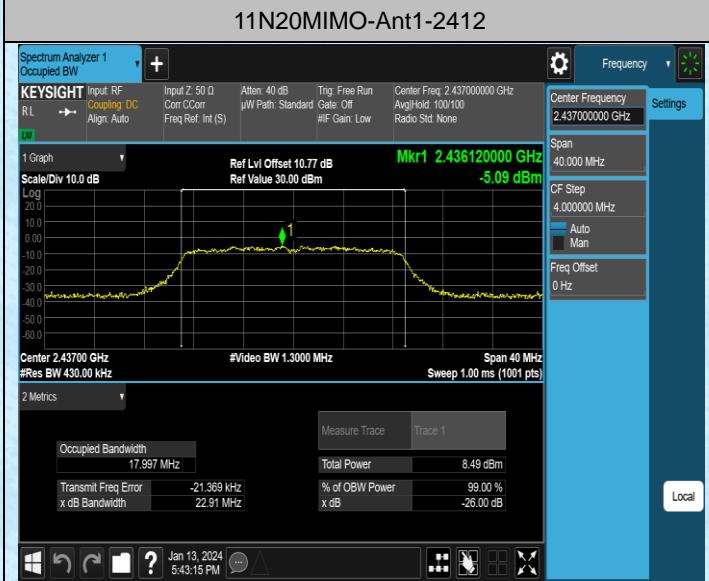 11N20MIMO-Ant1-2412
Spectrum Analyzer 1
Occupied BW
+
Frequency
KEYSIGHT
R L
LXI
Input: RF
Coupling: DC
Align: Auto
Input Z: 50 Ω
Corr CCorr
Freq Ref: Int (S)
Atten: 40 dB
µW Path: Standard
Trig: Free Run
Gate: Off
#IF Gain: Low
Center Freq: 2.437000000 GHz
Avg|Hold: 100/100
Radio Std: None
Center Frequency
2.437000000 GHz
Settings
Span
40.000 MHz
CF Step
4.000000 MHz
Auto
Man
Freq Offset
0 Hz
1 Graph
Scale/Div 10.0 dB
Ref Lvl Offset 10.77 dB
Ref Value 30.00 dBm
Mkr1 2.436120000 GHz
-5.09 dBm
Log
20.0
10.0
0.00
-10.0
-20.0
-30.0
-40.0
-50.0
-60.0
1
Center 2.43700 GHz
#Res BW 430.00 kHz
#Video BW 1.3000 MHz
Span 40 MHz
Sweep 1.00 ms (1001 pts)
2 Metrics
Measure Trace
Trace 1
Occupied Bandwidth
17.997 MHz
Total Power
8.49 dBm
Transmit Freq Error
-21.369 kHz
% of OBW Power
99.00 %
x dB Bandwidth
22.91 MHz
x dB
-26.00 dB
Local
?
Jan 13, 2024
5:43:15 PM